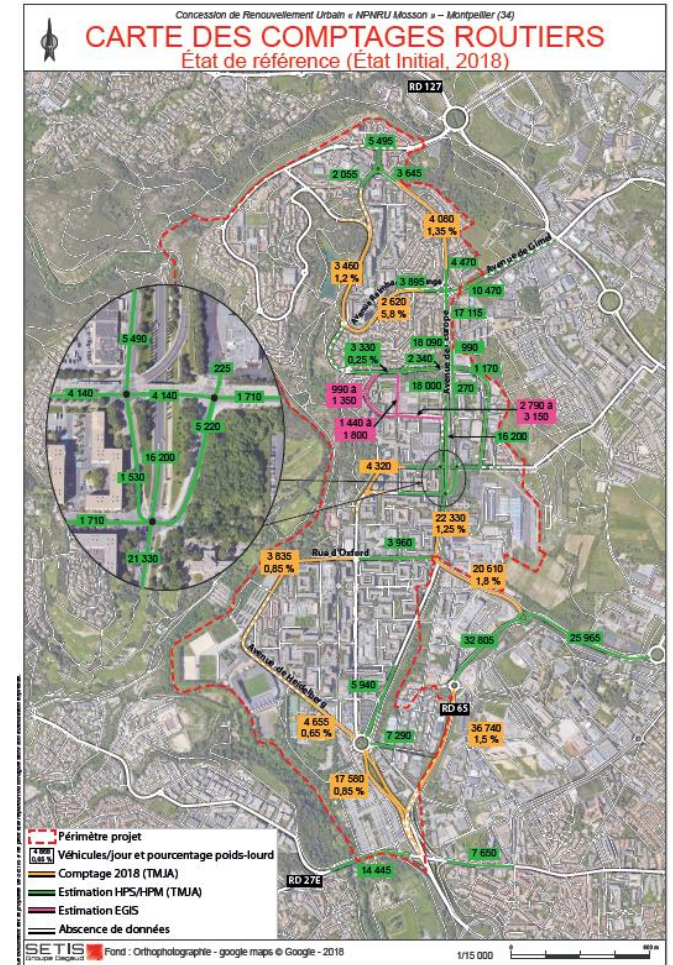 Concession de Renouvellement Urbain « NPNRU Mosson » – Montpellier (34)
CARTE DES COMPTAGES ROUTIERS
État de référence (État Initial, 2018)
RD 127
5 495
2 055
3 645
4 080
1,35 %
3 460
1,2 %
4 470
Avenue de Gimel
3 895
10 470
2 620
5,8 %
17 115
Avenue de l'Europe
3 330
0,25 %
18 090
990
2 340
1 170
990 à
1 350
18 000
270
2 790 à
3 150
1 440 à
1 800
16 200
5 490
225
4 140
4 140
1 710
5 220
16 200
1 530
1 710
21 330
4 320
22 330
1,25 %
3 960
Rue d'Oxford
3 835
0,85 %
20 610
1,8 %
32 805
25 965
Avenue de Heidelberg
5 940
RD 65
4 655
0,65 %
7 290
36 740
1,5 %
17 580
0,85 %
7 650
14 445
RD 27E
Périmètre projet
Véhicules/jour et pourcentage poids-lourd
Comptage 2018 (TMJA)
Estimation HPS/HPM (TMJA)
Estimation EGIS
Abscence de données
SETIS
Groupe Degaud
Fond : Orthophotographie - google maps © Google - 2018
1/15 000
0